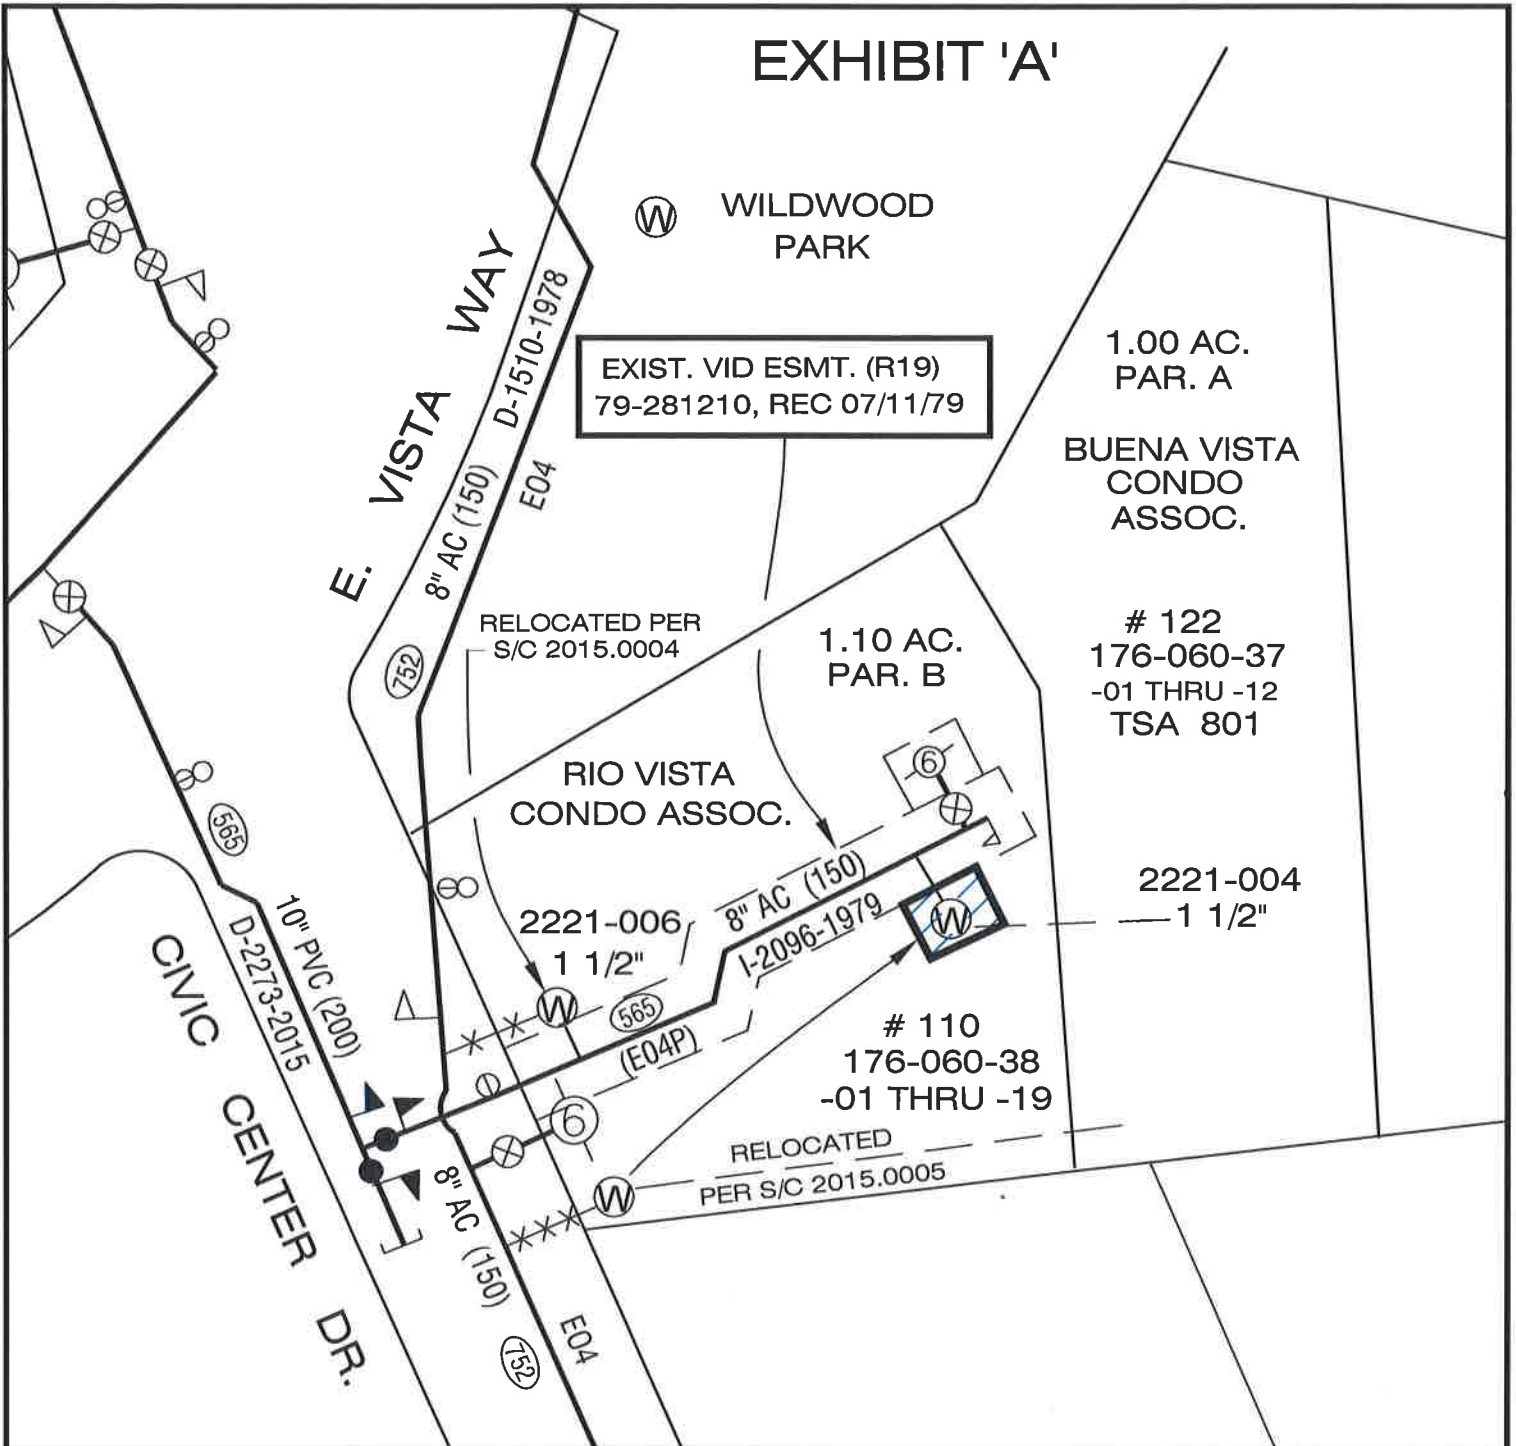 EXHIBIT 'A'
W
WILDWOOD
PARK
E. VISTA WAY
D-1510-1978
8" AC (150)
E04
EXIST. VID ESMT. (R19)
79-281210, REC 07/11/79
1.00 AC.
PAR. A
BUENA VISTA
CONDO
ASSOC.
# 122
176-060-37
-01 THRU -12
TSA 801
RELOCATED PER
S/C 2015.0004
752
1.10 AC.
PAR. B
RIO VISTA
CONDO ASSOC.
6
565
10" PVC (200)
D-2273-2015
CIVIC CENTER DR.
2221-006
1 1/2"
W
8" AC (150)
I-2096-1979
W
2221-004
1 1/2"
565
(E04P)
# 110
176-060-38
-01 THRU -19
6
RELOCATED
PER S/C 2015.0005
W
8" AC (150)
E04
752